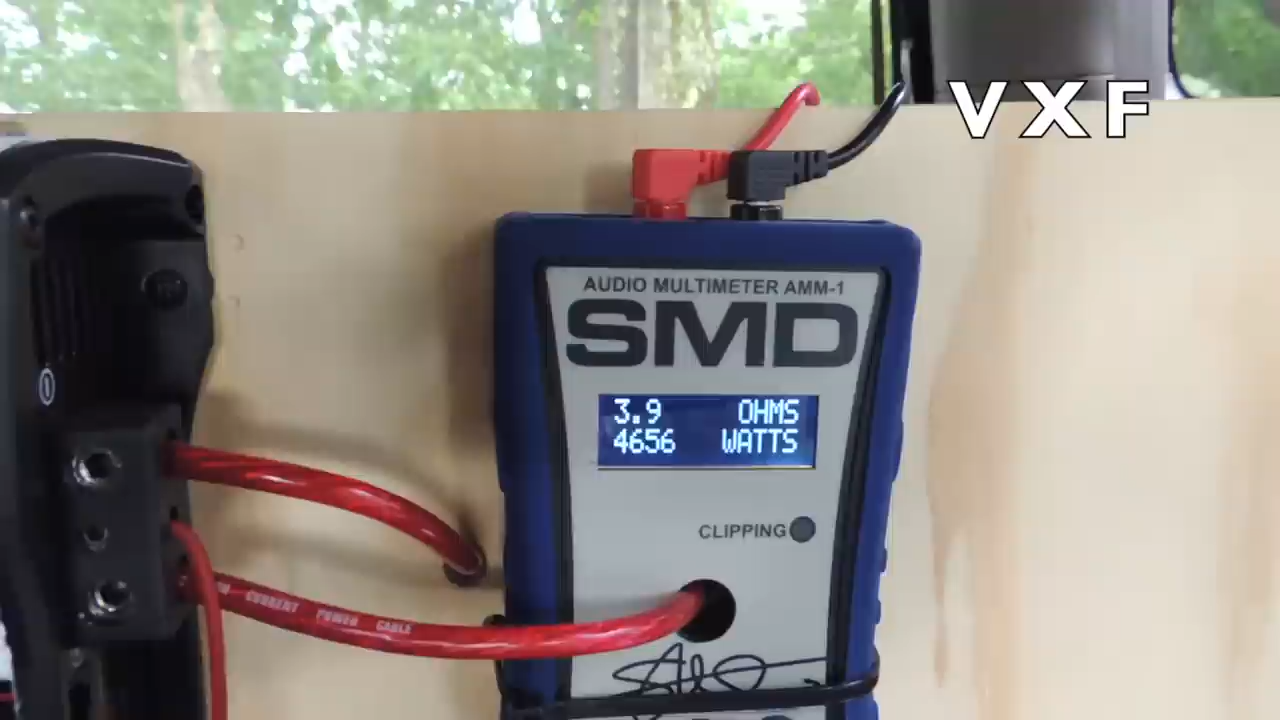 VXF
AUDIO MULTIMETER AMM-1
SMD
3.9 OHMS
4656 WATTS
CLIPPING
CURRENT POWER CABLE